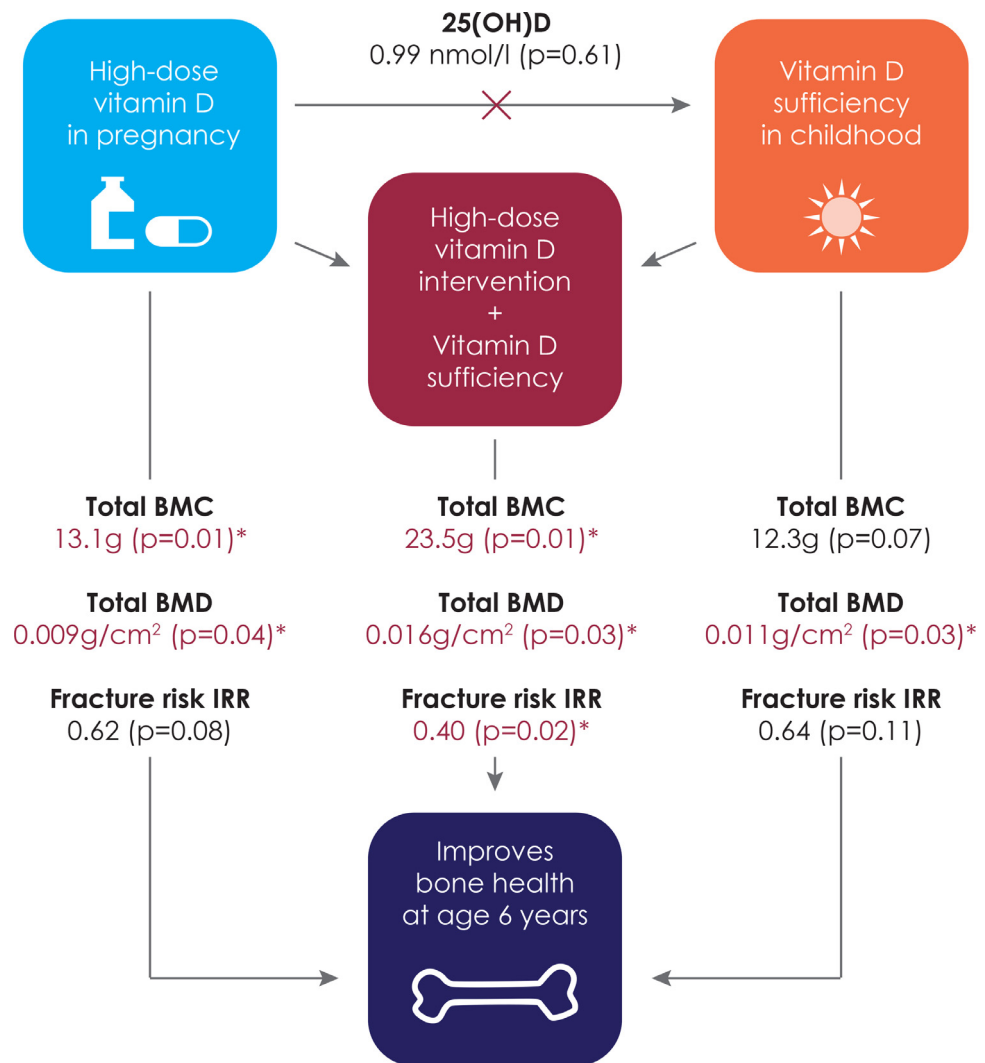 25(OH)D
0.99 nmol/l (p=0.61)
High-dose
vitamin D
in pregnancy
Vitamin D
sufficiency
in childhood
High-dose
vitamin D
intervention
+
Vitamin D
sufficiency
Total BMC
13.1g (p=0.01)*
Total BMC
23.5g (p=0.01)*
Total BMC
12.3g (p=0.07)
Total BMD
0.009g/cm² (p=0.04)*
Total BMD
0.016g/cm² (p=0.03)*
Total BMD
0.011g/cm² (p=0.03)*
Fracture risk IRR
0.62 (p=0.08)
Fracture risk IRR
0.40 (p=0.02)*
Fracture risk IRR
0.64 (p=0.11)
Improves
bone health
at age 6 years